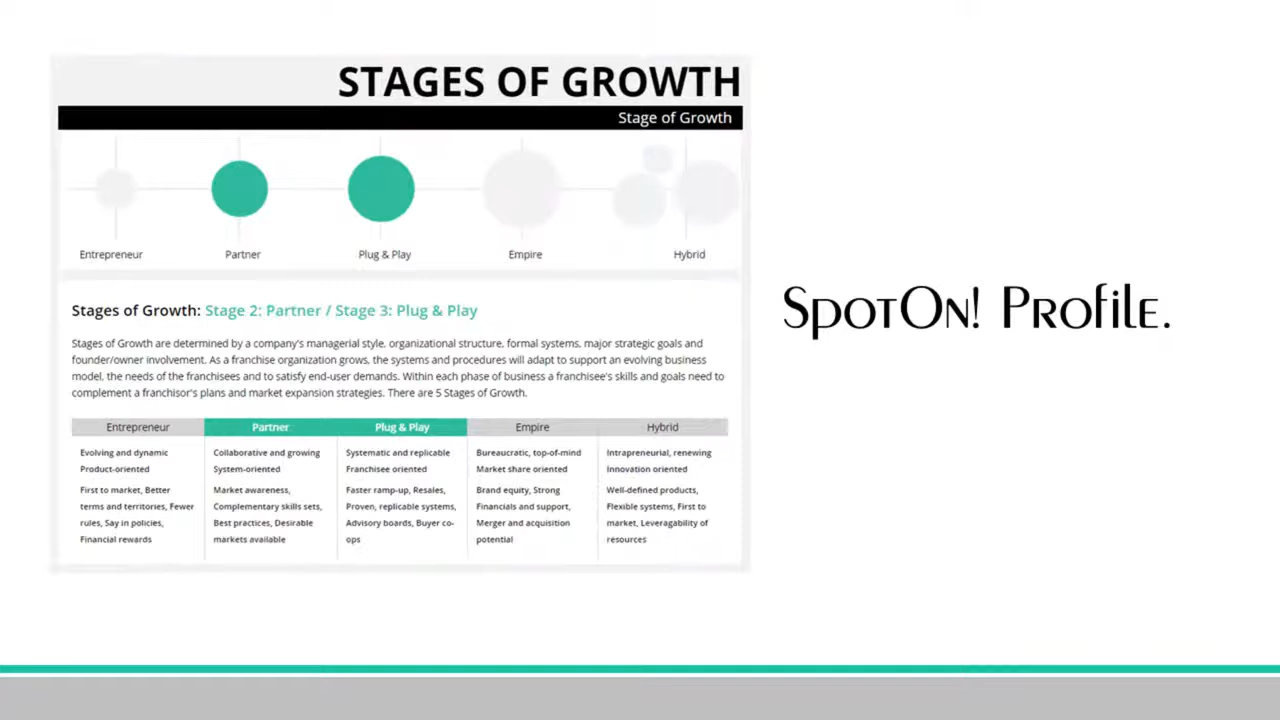 STAGES OF GROWTH
Stage of Growth
Entrepreneur
Partner
Plug & Play
Empire
Hybrid
Stages of Growth: Stage 2: Partner / Stage 3: Plug & Play
Stages of Growth are determined by a company's managerial style, organizational structure, formal systems, major strategic goals and
founder/owner involvement. As a franchise organization grows, the systems and procedures will adapt to support an evolving business
model, the needs of the franchisees and to satisfy end-user demands. Within each phase of business a franchisee's skills and goals need to
complement a franchisor's plans and market expansion strategies. There are 5 Stages of Growth.
Entrepreneur
Evolving and dynamic
Product-oriented
First to market, Better
terms and territories, Fewer
rules, Say in policies,
Financial rewards
Partner
Collaborative and growing
System-oriented
Market awareness,
Complementary skills sets,
Best practices, Desirable
markets available
Plug & Play
Systematic and replicable
Franchisee oriented
Faster ramp-up, Resales,
Proven, replicable systems,
Advisory boards, Buyer co-
ops
Empire
Bureaucratic, top-of-mind
Market share oriented
Brand equity, Strong
Financials and support,
Merger and acquisition
potential
Hybrid
Intrapreneurial, renewing
Innovation oriented
Well-defined products,
Flexible systems, First to
market, Leveragability of
resources
SpotOn! Profile.